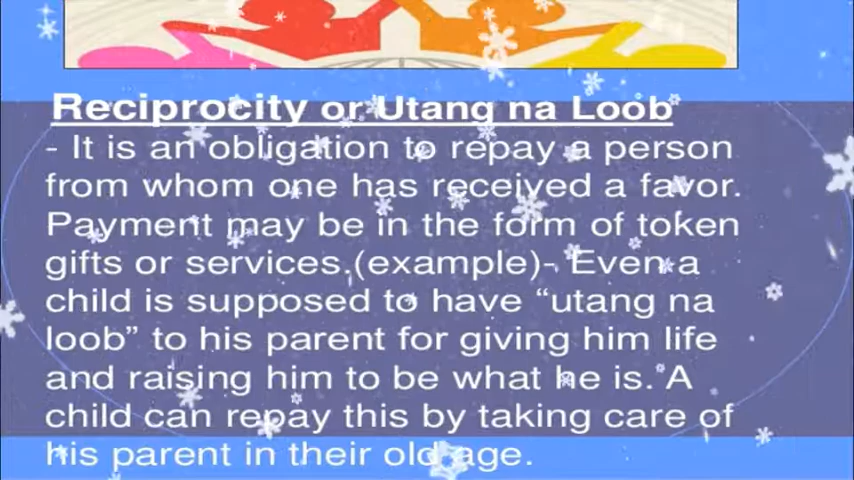 Reciprocity or Utang na Loob
- It is an obligation to repay a person
from whom one has received a favor.
Payment may be in the form of token
gifts or services.(example)- Even a
child is supposed to have “utang na
loob” to his parent for giving him life
and raising him to be what he is. A
child can repay this by taking care of
his parent in their old age.